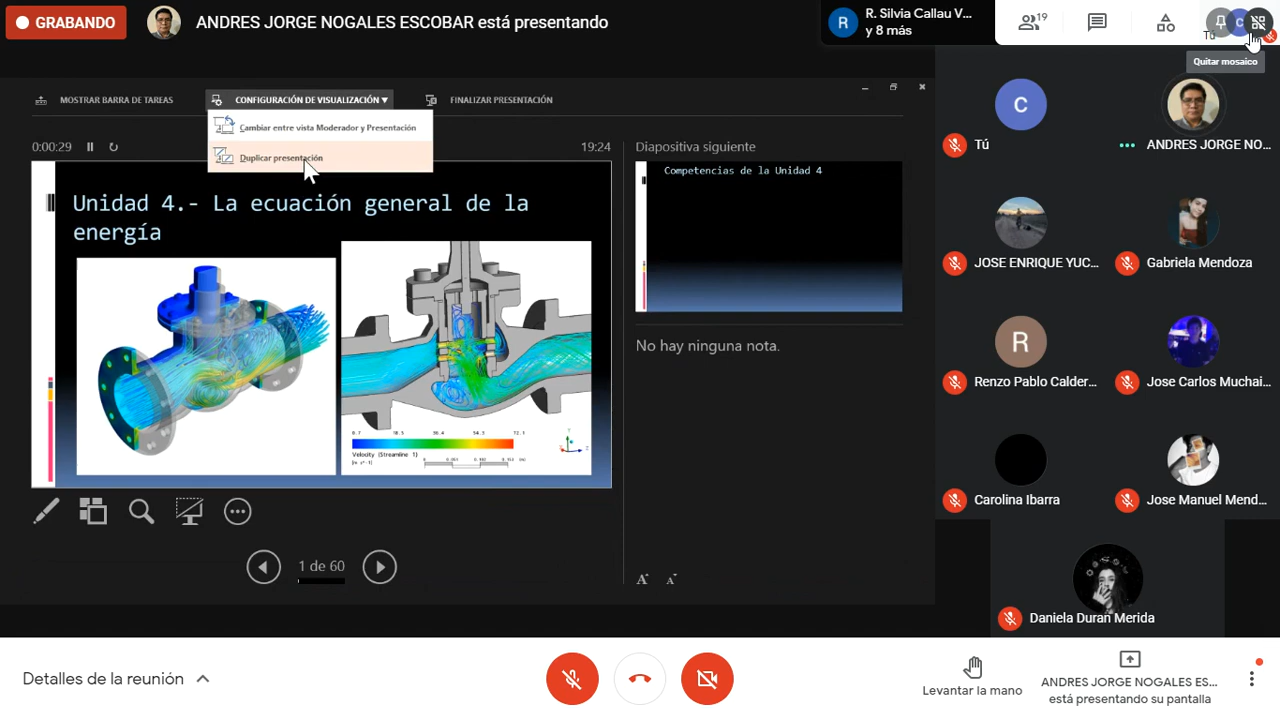 GRABANDO
ANDRES JORGE NOGALES ESCOBAR está presentando
R. Silvia Callau V...
y 8 más
19
C
Tú
Quitar mosaico
MOSTRAR BARRA DE TAREAS
CONFIGURACIÓN DE VISUALIZACIÓN ▼
FINALIZAR PRESENTACIÓN
Cambiar entre vista Moderador y Presentación
Duplicar presentación
0:00:29
19:24
Diapositiva siguiente
Unidad 4.- La ecuación general de la
energía
Competencias de la Unidad 4
No hay ninguna nota.
Velocity (Streamline 1)
1 de 60
C
Tú
ANDRES JORGE NO...
JOSE ENRIQUE YUC...
Gabriela Mendoza
R
Renzo Pablo Calder...
Jose Carlos Muchai...
Carolina Ibarra
Jose Manuel Mend...
Daniela Duran Merida
Detalles de la reunión
Levantar la mano
ANDRES JORGE NOGALES ES...
está presentando su pantalla